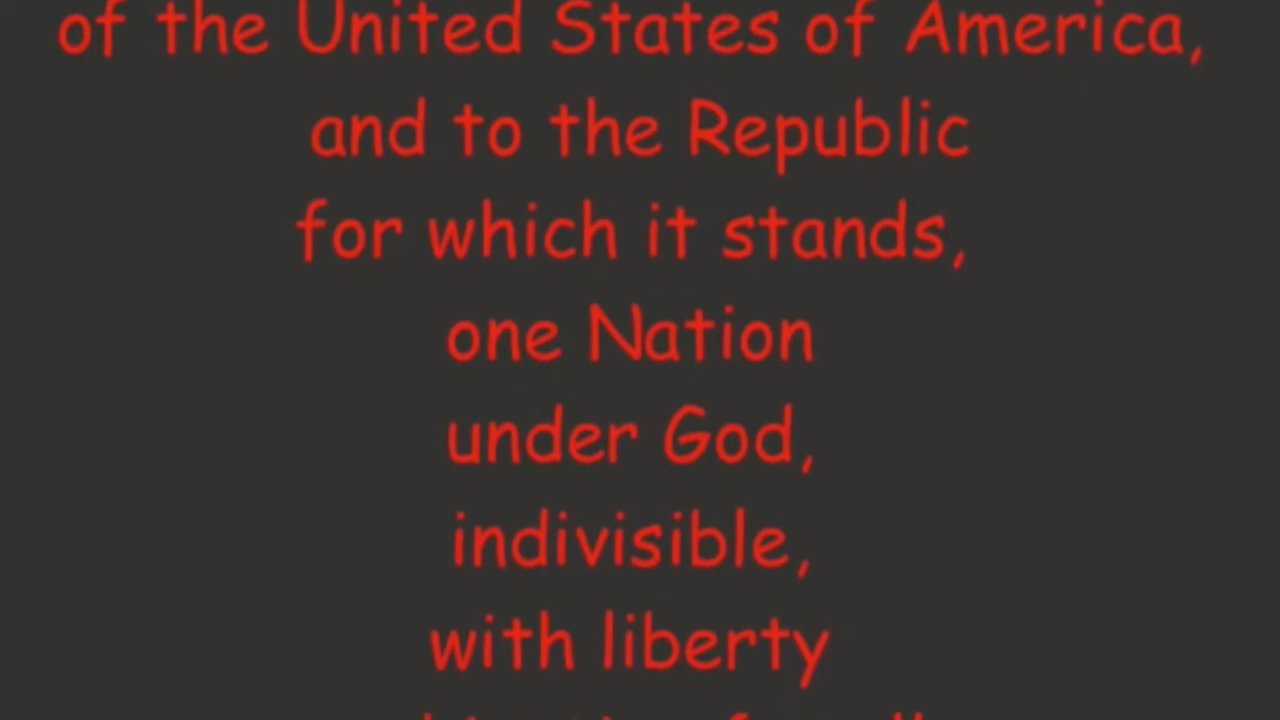 of the United States of America,
and to the Republic
for which it stands,
one Nation
under God,
indivisible,
with liberty